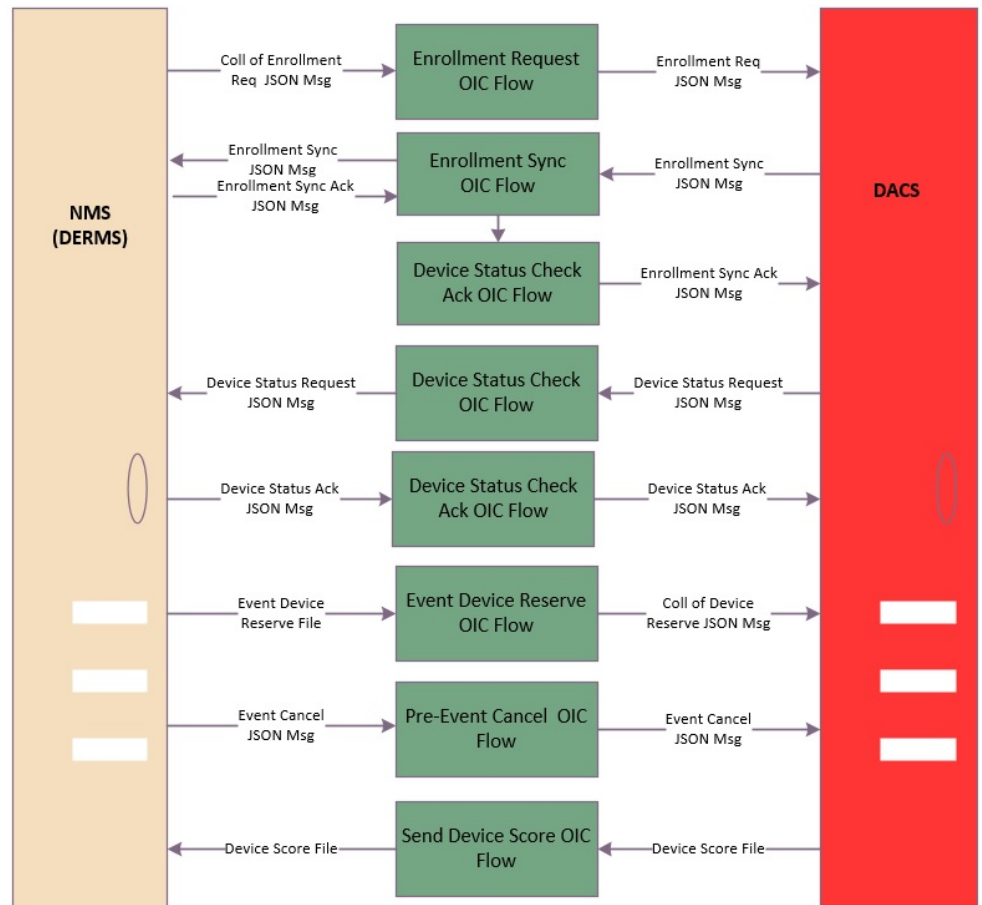 Coll of Enrollment
Req JSON Msg
Enrollment Request
OIC Flow
Enrollment Req
JSON Msg
Enrollment Sync
JSON Msg
Enrollment Sync Ack
JSON Msg
Enrollment Sync
OIC Flow
Enrollment Sync
JSON Msg
NMS
(DERMS)
DACS
Device Status Check
Ack OIC Flow
Enrollment Sync Ack
JSON Msg
Device Status Request
JSON Msg
Device Status Check
OIC Flow
Device Status Request
JSON Msg
Device Status Ack
JSON Msg
Device Status Check
Ack OIC Flow
Device Status Ack
JSON Msg
Event Device
Reserve File
Event Device Reserve
OIC Flow
Coll of Device
Reserve JSON Msg
Event Cancel
JSON Msg
Pre-Event Cancel OIC
Flow
Event Cancel
JSON Msg
Device Score File
Send Device Score OIC
Flow
Device Score File